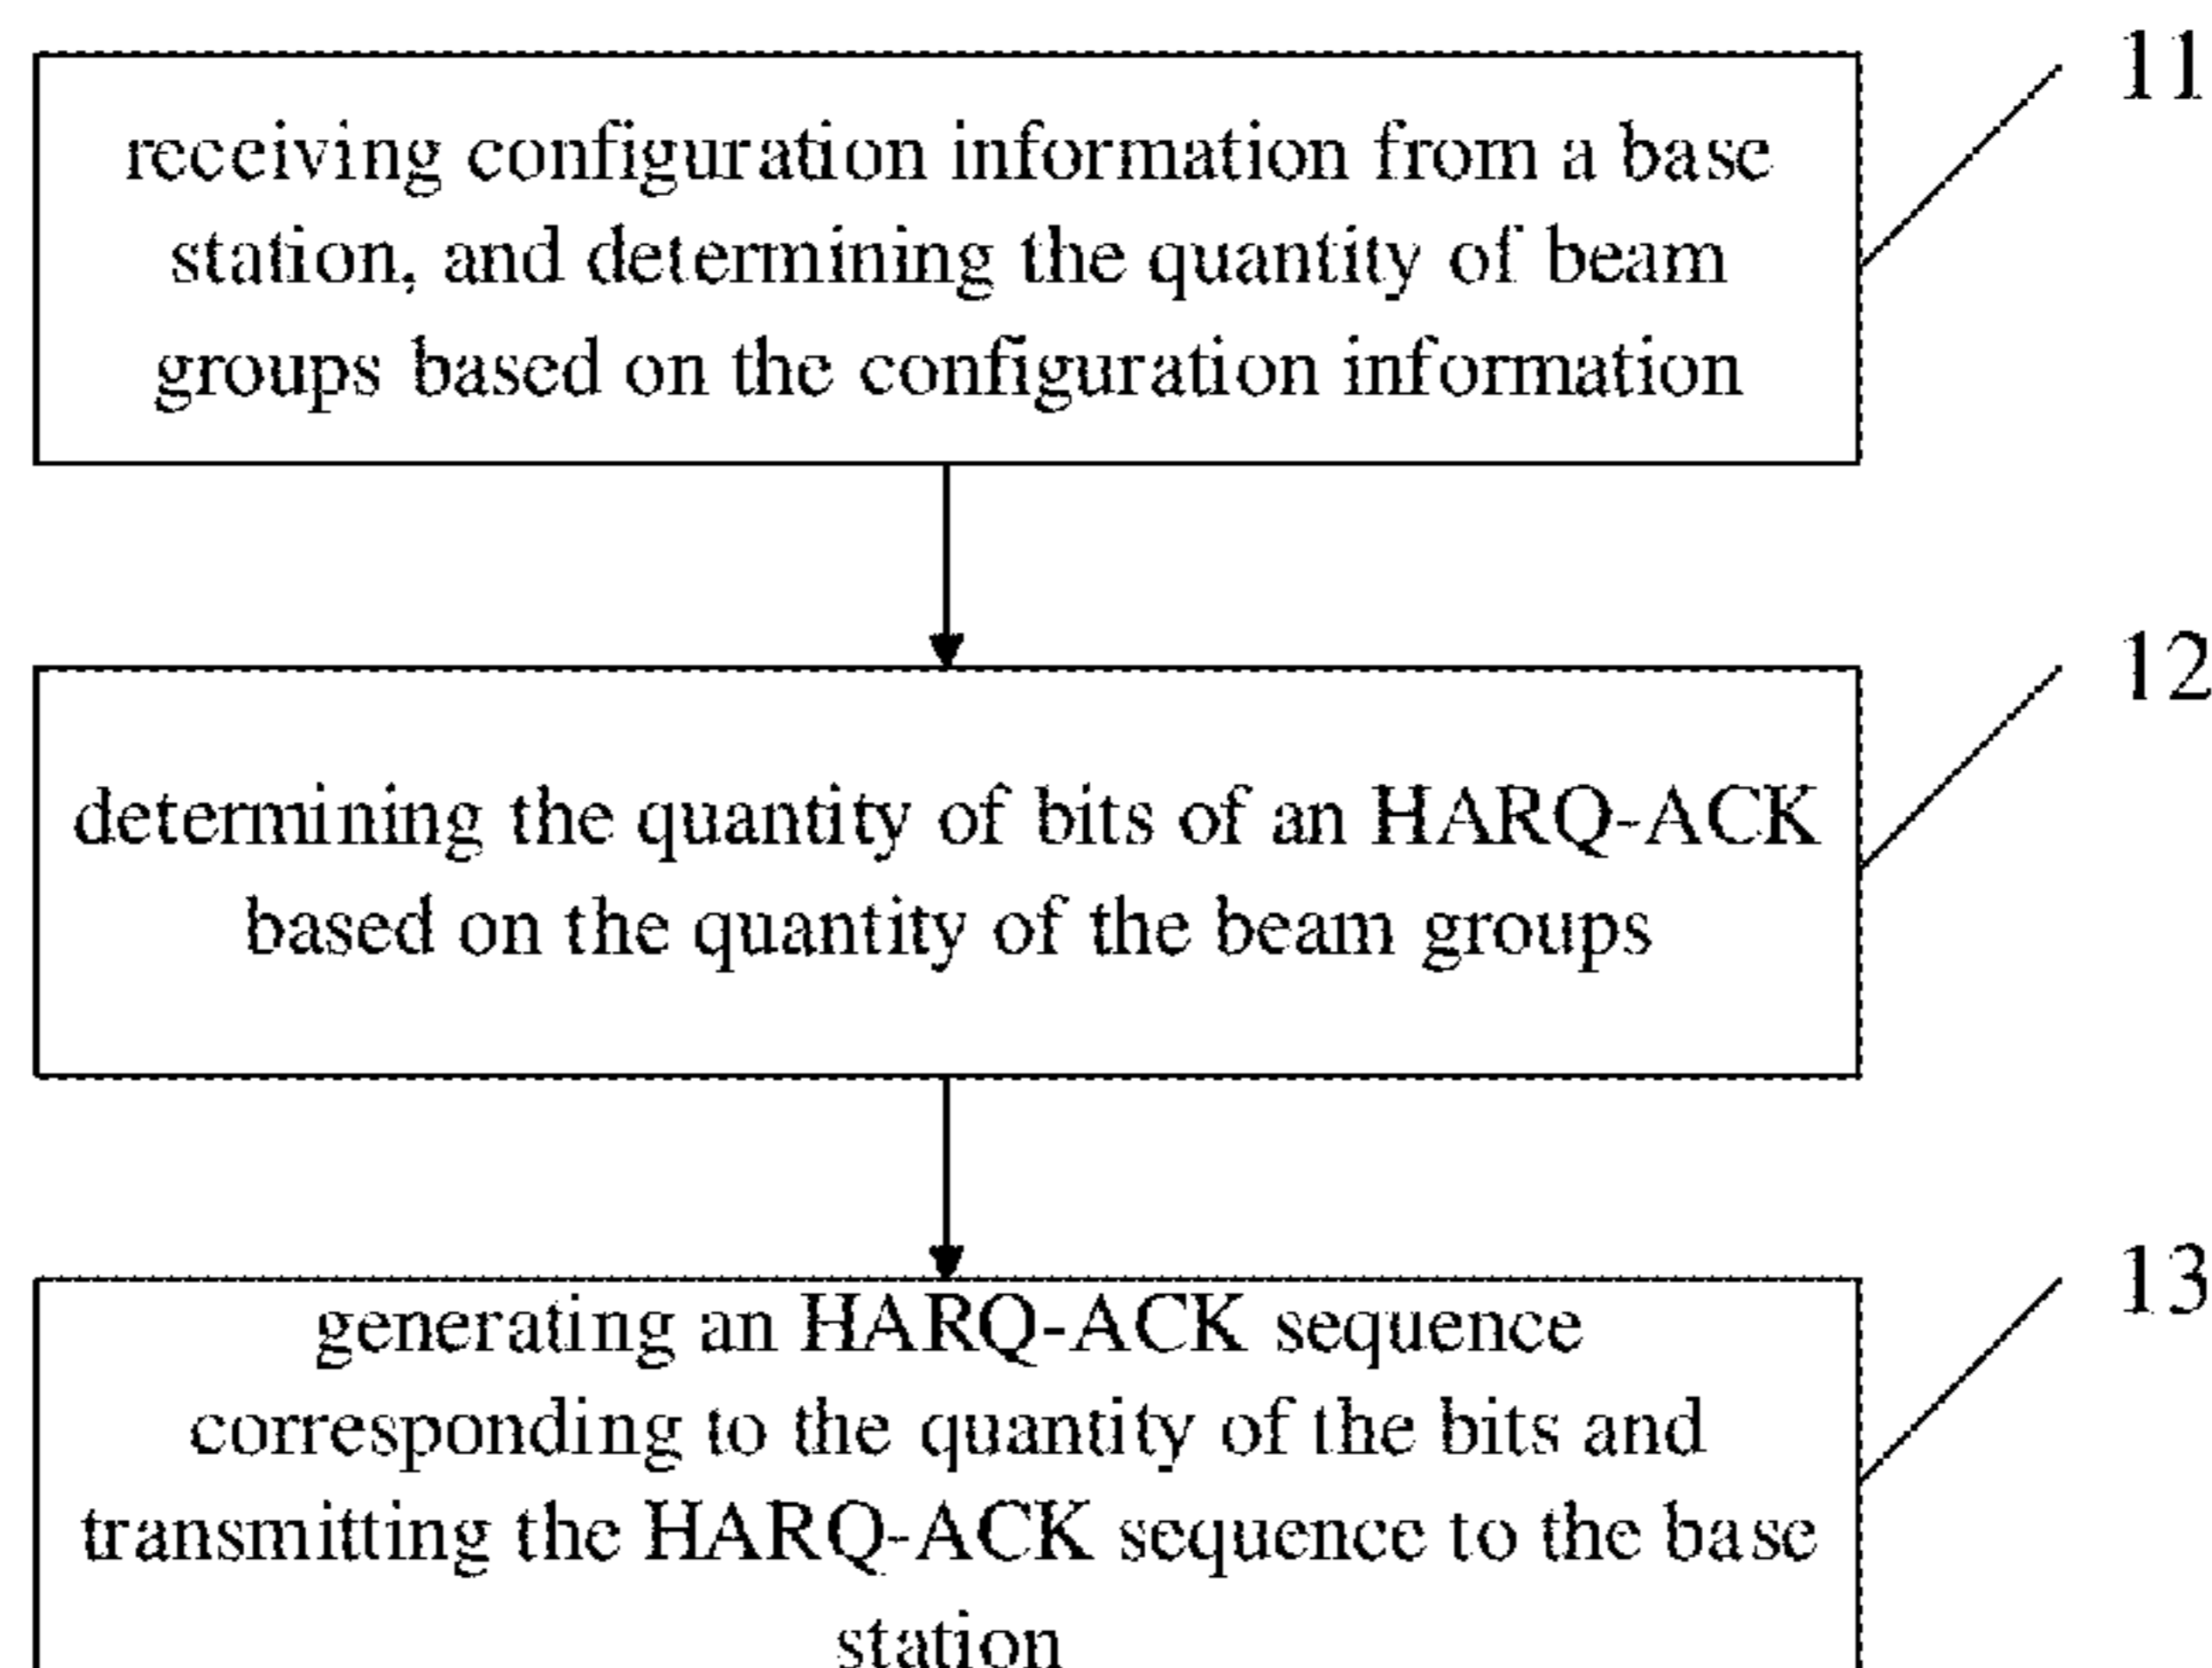 11
receiving configuration information from a base
station, and determining the quantity of beam
groups based on the configuration information
12
determining the quantity of bits of an HARQ-ACK
based on the quantity of the beam groups
13
generating an HARQ-ACK sequence
corresponding to the quantity of the bits and
transmitting the HARQ-ACK sequence to the base
station